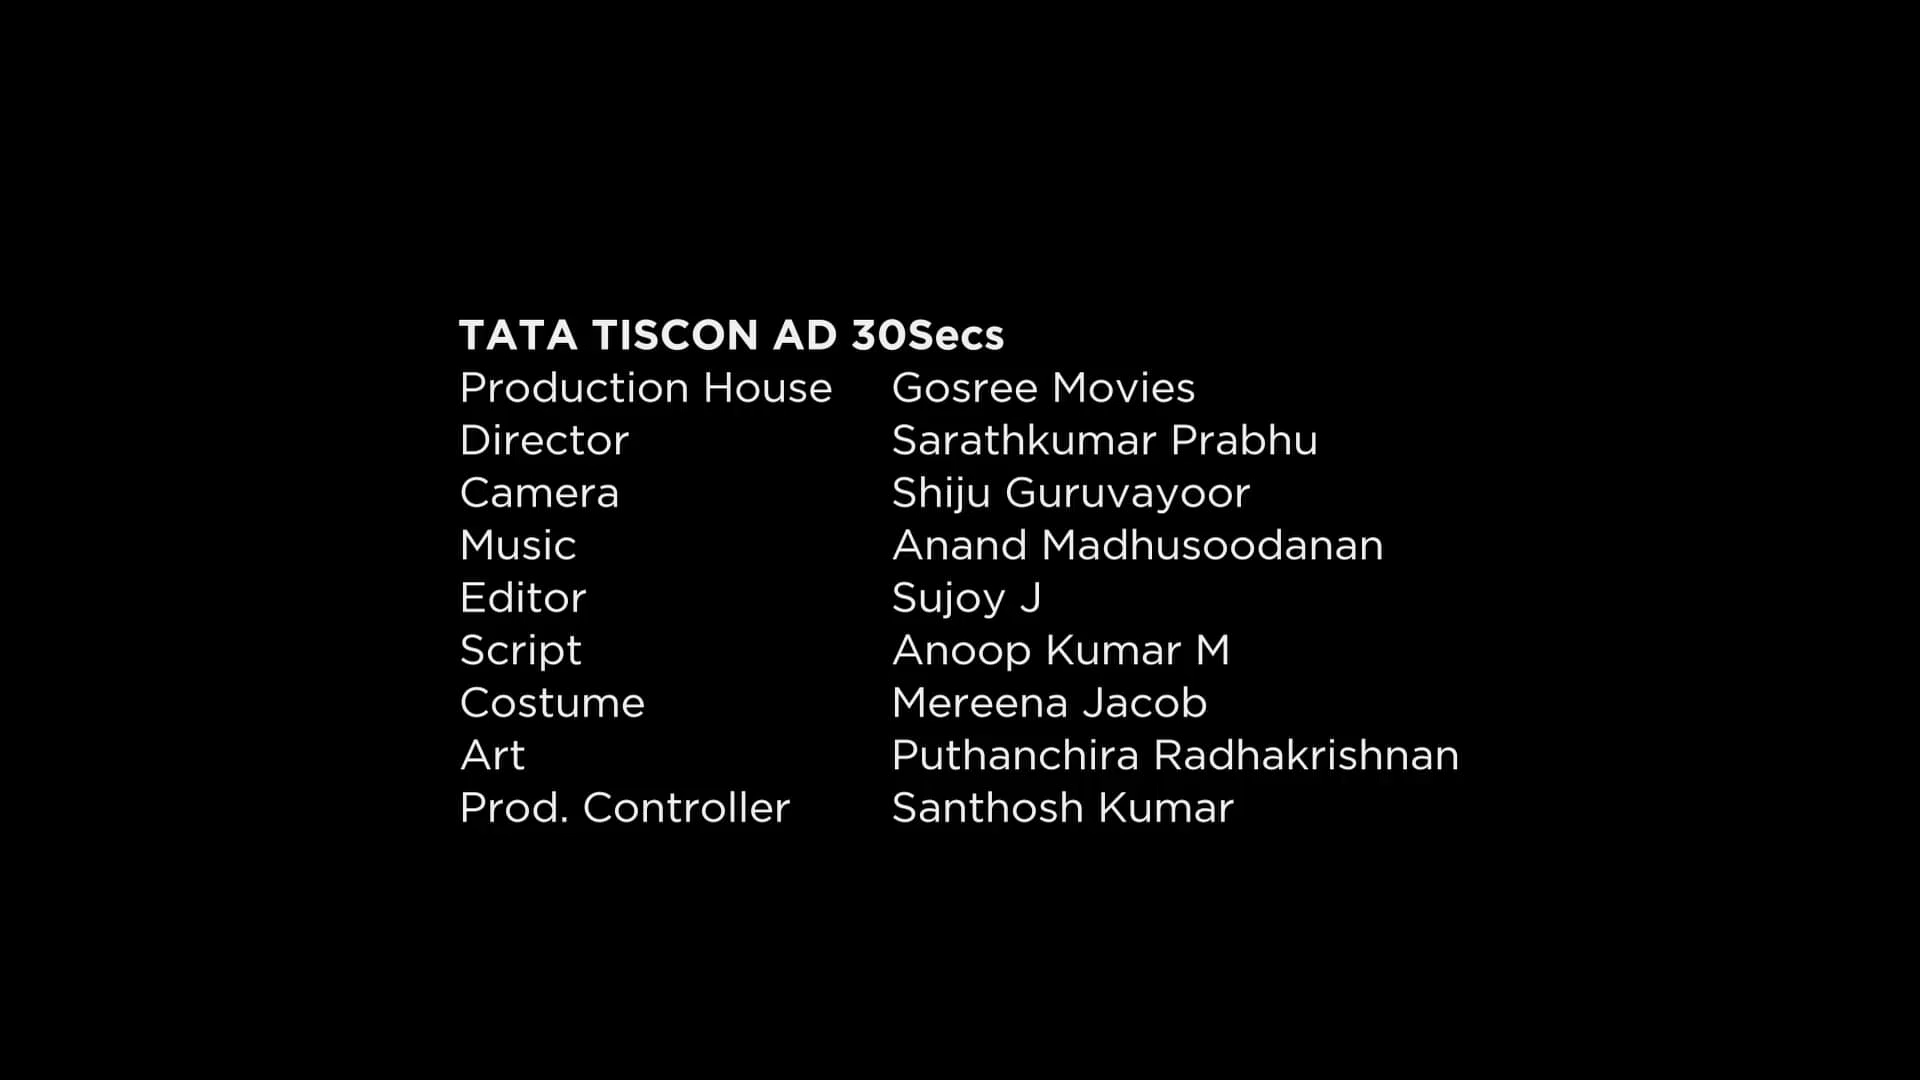 TATA TISCON AD 30Secs
Production House Gosree Movies
Director Sarathkumar Prabhu
Camera Shiju Guruvayoor
Music Anand Madhusoodanan
Editor Sujoy J
Script Anoop Kumar M
Costume Mereena Jacob
Art Puthanchira Radhakrishnan
Prod. Controller Santhosh Kumar